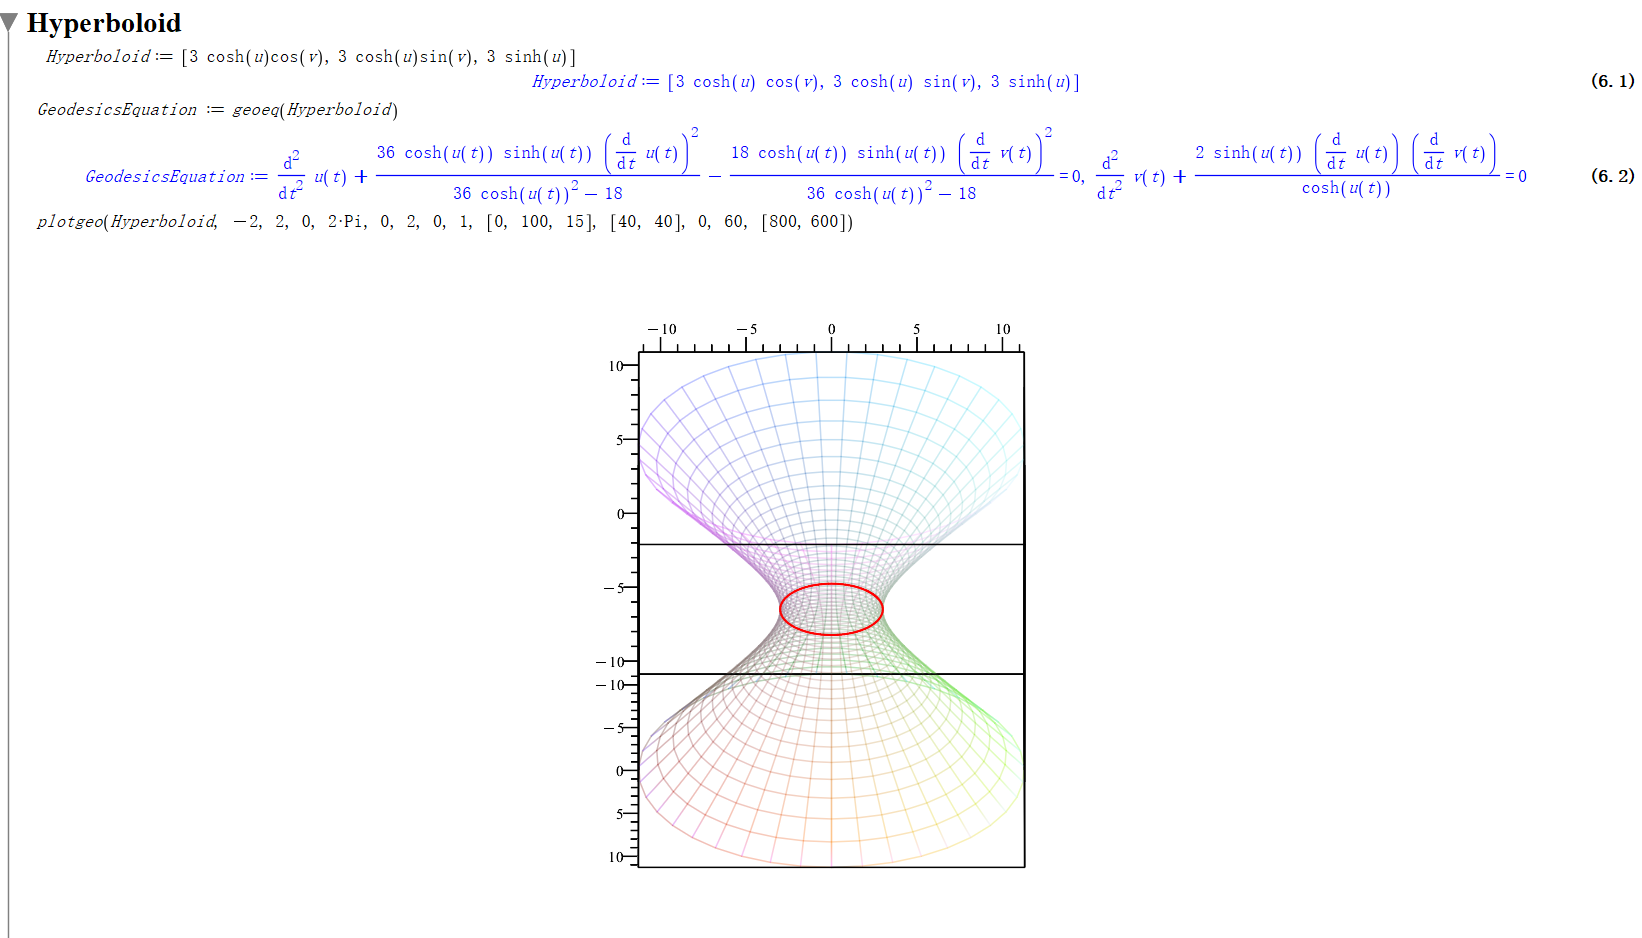 Hyperboloid
Hyperboloid := [3 cosh(u)cos(v), 3 cosh(u)sin(v), 3 sinh(u)]
Hyperboloid := [3 cosh(u) cos(v), 3 cosh(u) sin(v), 3 sinh(u)] (6.1)
GeodesicsEquation := geoeq(Hyperboloid)
GeodesicsEquation := d²/dt² u(t) + (36 cosh(u(t)) sinh(u(t)) (d/dt u(t))²)/(36 cosh(u(t))² − 18) − (18 cosh(u(t)) sinh(u(t)) (d/dt v(t))²)/(36 cosh(u(t))² − 18) = 0, d²/dt² v(t) + (2 sinh(u(t)) (d/dt u(t)) (d/dt v(t)))/cosh(u(t)) = 0 (6.2)
plotgeo(Hyperboloid, −2, 2, 0, 2·Pi, 0, 2, 0, 1, [0, 100, 15], [40, 40], 0, 60, [800, 600])
−10 −5 0 5 10
10
5
0
−5
−10
−10
−5
0
5
10